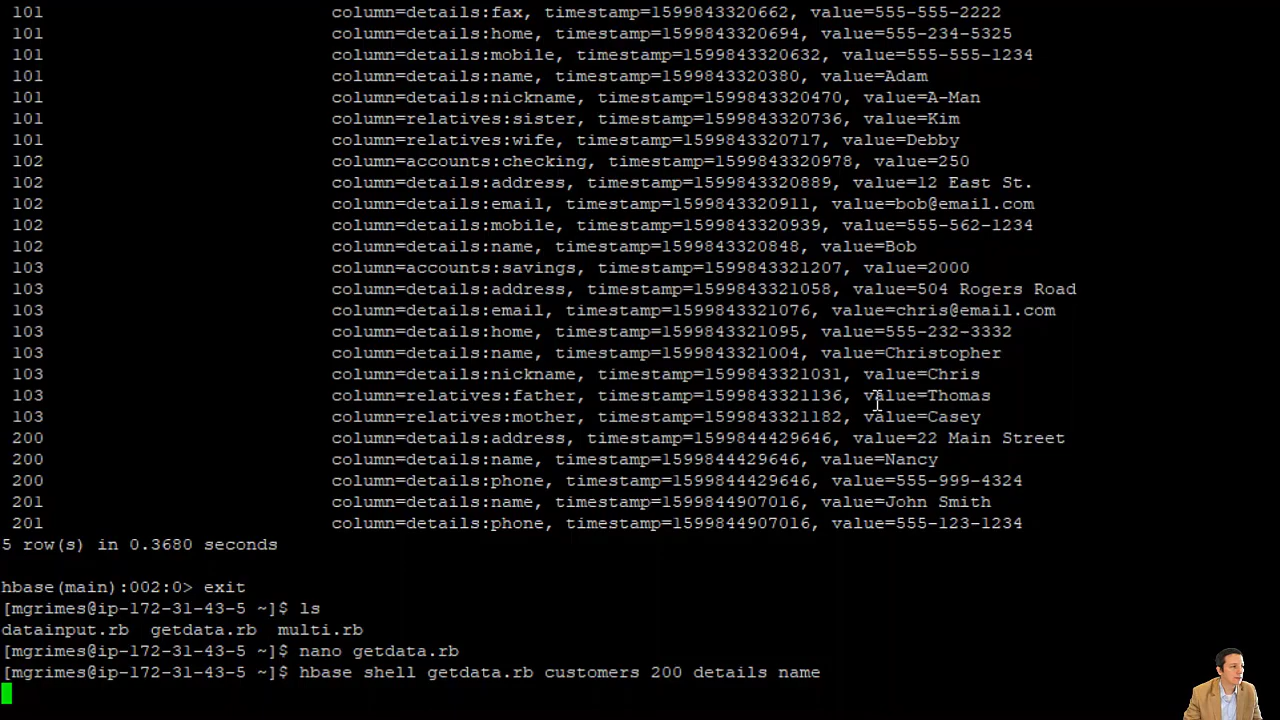 101 column=details:fax, timestamp=1599843320662, value=555-555-2222
101 column=details:home, timestamp=1599843320694, value=555-234-5325
101 column=details:mobile, timestamp=1599843320632, value=555-555-1234
101 column=details:name, timestamp=1599843320380, value=Adam
101 column=details:nickname, timestamp=1599843320470, value=A-Man
101 column=relatives:sister, timestamp=1599843320736, value=Kim
101 column=relatives:wife, timestamp=1599843320717, value=Debby
102 column=accounts:checking, timestamp=1599843320978, value=250
102 column=details:address, timestamp=1599843320889, value=12 East St.
102 column=details:email, timestamp=1599843320911, value=bob@email.com
102 column=details:mobile, timestamp=1599843320939, value=555-562-1234
102 column=details:name, timestamp=1599843320848, value=Bob
103 column=accounts:savings, timestamp=1599843321207, value=2000
103 column=details:address, timestamp=1599843321058, value=504 Rogers Road
103 column=details:email, timestamp=1599843321076, value=chris@email.com
103 column=details:home, timestamp=1599843321095, value=555-232-3332
103 column=details:name, timestamp=1599843321004, value=Christopher
103 column=details:nickname, timestamp=1599843321031, value=Chris
103 column=relatives:father, timestamp=1599843321136, value=Thomas
103 column=relatives:mother, timestamp=1599843321182, value=Casey
200 column=details:address, timestamp=1599844429646, value=22 Main Street
200 column=details:name, timestamp=1599844429646, value=Nancy
200 column=details:phone, timestamp=1599844429646, value=555-999-4324
201 column=details:name, timestamp=1599844907016, value=John Smith
201 column=details:phone, timestamp=1599844907016, value=555-123-1234
5 row(s) in 0.3680 seconds
hbase(main):002:0> exit
[mgrimes@ip-172-31-43-5 ~]$ ls
datainput.rb getdata.rb multi.rb
[mgrimes@ip-172-31-43-5 ~]$ nano getdata.rb
[mgrimes@ip-172-31-43-5 ~]$ hbase shell getdata.rb customers 200 details name